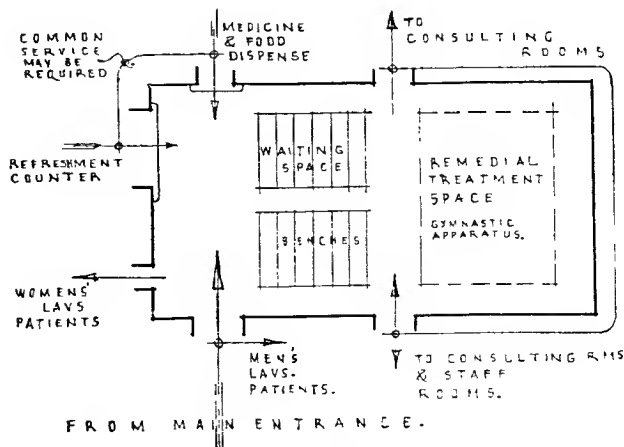 COMMON
SERVICE
MAY BE
REQUIRED
MEDICINE
& FOOD
DISPENSE
TO
CONSULTING
ROOMS
REFRESHMENT
COUNTER
WAITING
SPACE
BENCHES
REMEDIAL
TREATMENT
SPACE
GYMNASTIC
APPARATUS.
WOMENS'
LAVS
PATIENTS
MEN'S
LAVS.
PATIENTS.
TO CONSULTING RMS
& STAFF
ROOMS.
FROM MAIN ENTRANCE.